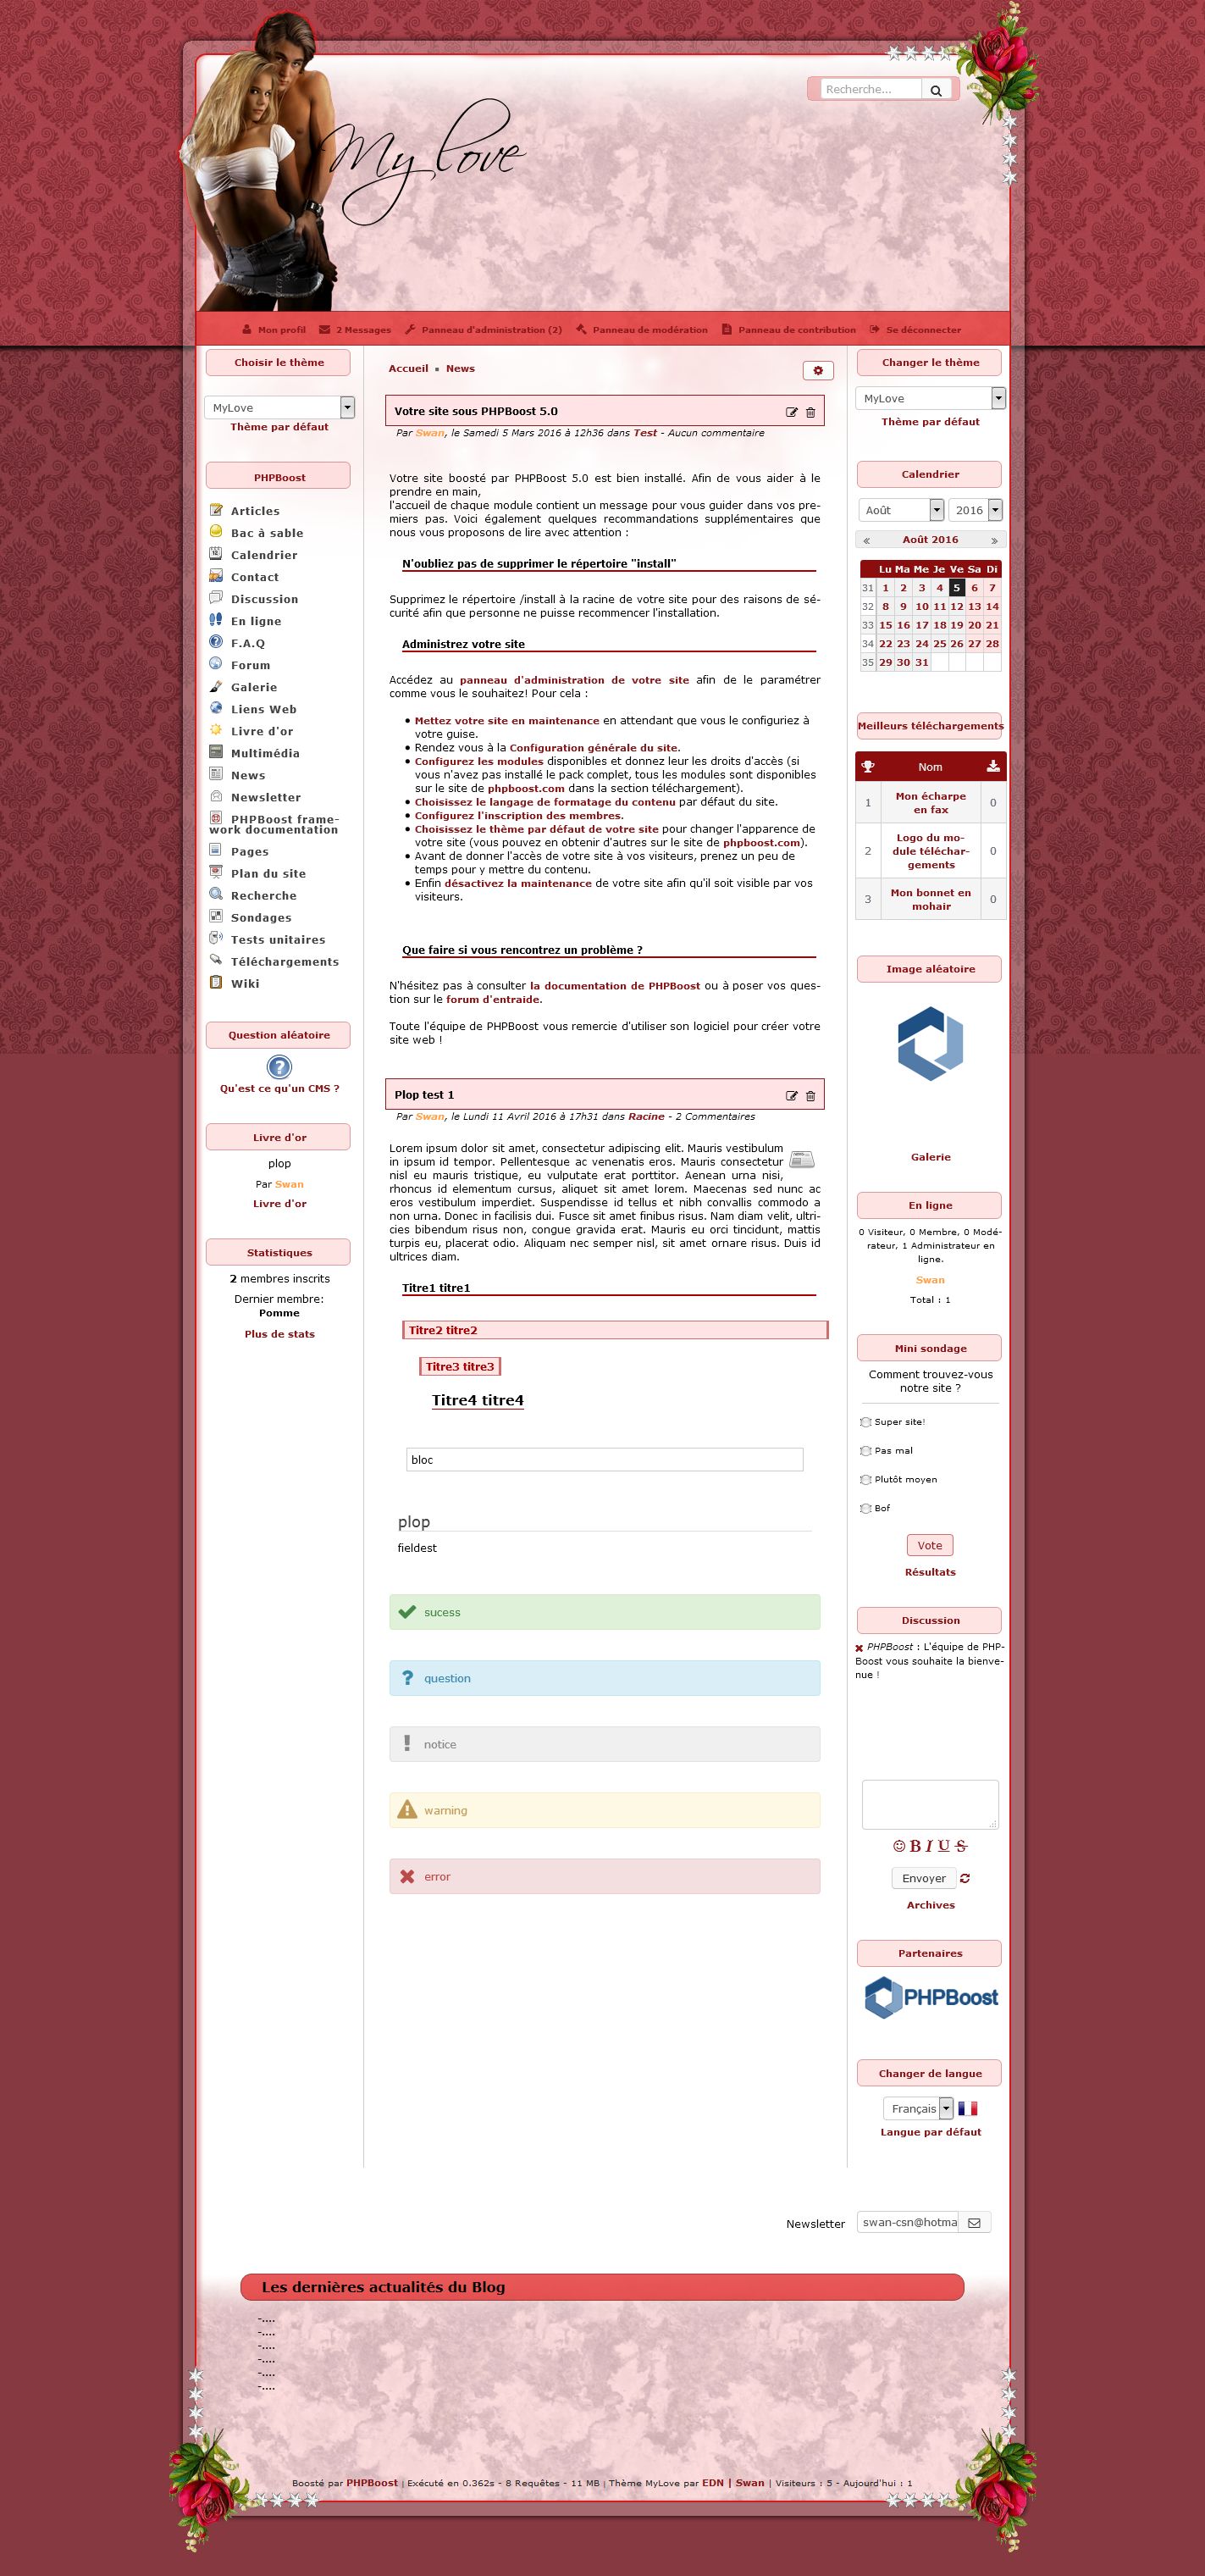 Recherche...
My love
Mon profil 2 Messages Panneau d'administration (2) Panneau de modération Panneau de contribution Se déconnecter
Choisir le thème
MyLove
Thème par défaut
PHPBoost
Articles
Bac à sable
Calendrier
Contact
Discussion
En ligne
F.A.Q
Forum
Galerie
Liens Web
Livre d'or
Multimédia
News
Newsletter
PHPBoost frame-
work documentation
Pages
Plan du site
Recherche
Sondages
Tests unitaires
Téléchargements
Wiki
Question aléatoire
Qu'est ce qu'un CMS ?
Livre d'or
plop
Par Swan
Livre d'or
Statistiques
2 membres inscrits
Dernier membre:
Pomme
Plus de stats
Accueil ▪ News
Votre site sous PHPBoost 5.0
Par Swan, le Samedi 5 Mars 2016 à 12h36 dans Test - Aucun commentaire
Votre site boosté par PHPBoost 5.0 est bien installé. Afin de vous aider à le
prendre en main,
l'accueil de chaque module contient un message pour vous guider dans vos pre-
miers pas. Voici également quelques recommandations supplémentaires que
nous vous proposons de lire avec attention :
N'oubliez pas de supprimer le répertoire "install"
Supprimez le répertoire /install à la racine de votre site pour des raisons de sé-
curité afin que personne ne puisse recommencer l'installation.
Administrez votre site
Accédez au panneau d'administration de votre site afin de le paramétrer
comme vous le souhaitez! Pour cela :
• Mettez votre site en maintenance en attendant que vous le configuriez à
votre guise.
• Rendez vous à la Configuration générale du site.
• Configurez les modules disponibles et donnez leur les droits d'accès (si
vous n'avez pas installé le pack complet, tous les modules sont disponibles
sur le site de phpboost.com dans la section téléchargement).
• Choisissez le langage de formatage du contenu par défaut du site.
• Configurez l'inscription des membres.
• Choisissez le thème par défaut de votre site pour changer l'apparence de
votre site (vous pouvez en obtenir d'autres sur le site de phpboost.com).
• Avant de donner l'accès de votre site à vos visiteurs, prenez un peu de
temps pour y mettre du contenu.
• Enfin désactivez la maintenance de votre site afin qu'il soit visible par vos
visiteurs.
Que faire si vous rencontrez un problème ?
N'hésitez pas à consulter la documentation de PHPBoost ou à poser vos ques-
tion sur le forum d'entraide.
Toute l'équipe de PHPBoost vous remercie d'utiliser son logiciel pour créer votre
site web !
Plop test 1
Par Swan, le Lundi 11 Avril 2016 à 17h31 dans Racine - 2 Commentaires
Lorem ipsum dolor sit amet, consectetur adipiscing elit. Mauris vestibulum
in ipsum id tempor. Pellentesque ac venenatis eros. Mauris consectetur
nisl eu mauris tristique, eu vulputate erat porttitor. Aenean urna nisi,
rhoncus id elementum cursus, aliquet sit amet lorem. Maecenas sed nunc ac
eros vestibulum imperdiet. Suspendisse id tellus et nibh convallis commodo a
non urna. Donec in facilisis dui. Fusce sit amet finibus risus. Nam diam velit, ultri-
cies bibendum risus non, congue gravida erat. Mauris eu orci tincidunt, mattis
turpis eu, placerat odio. Aliquam nec semper nisl, sit amet ornare risus. Duis id
ultrices diam.
Titre1 titre1
Titre2 titre2
Titre3 titre3
Titre4 titre4
bloc
plop
fieldest
sucess
question
notice
warning
error
Changer le thème
MyLove
Thème par défaut
Calendrier
Août 2016
« Août 2016 »
Lu Ma Me Je Ve Sa Di
31 1 2 3 4 5 6 7
32 8 9 10 11 12 13 14
33 15 16 17 18 19 20 21
34 22 23 24 25 26 27 28
35 29 30 31
Meilleurs téléchargements
Nom
1 Mon écharpe
en fax 0
2 Logo du mo-
dule téléchar-
gements 0
3 Mon bonnet en
mohair 0
Image aléatoire
Galerie
En ligne
0 Visiteur, 0 Membre, 0 Modé-
rateur, 1 Administrateur en
ligne.
Swan
Total : 1
Mini sondage
Comment trouvez-vous
notre site ?
Super site!
Pas mal
Plutôt moyen
Bof
Vote
Résultats
Discussion
PHPBoost : L'équipe de PHP-
Boost vous souhaite la bienve-
nue !
B I U S
Envoyer
Archives
Partenaires
PHPBoost
Changer de langue
Français
Langue par défaut
Newsletter swan-csn@hotma
Les dernières actualités du Blog
-....
-....
-....
-....
-....
-....
Boosté par PHPBoost | Exécuté en 0.362s - 8 Requêtes - 11 MB | Thème MyLove par EDN | Swan | Visiteurs : 5 - Aujourd'hui : 1